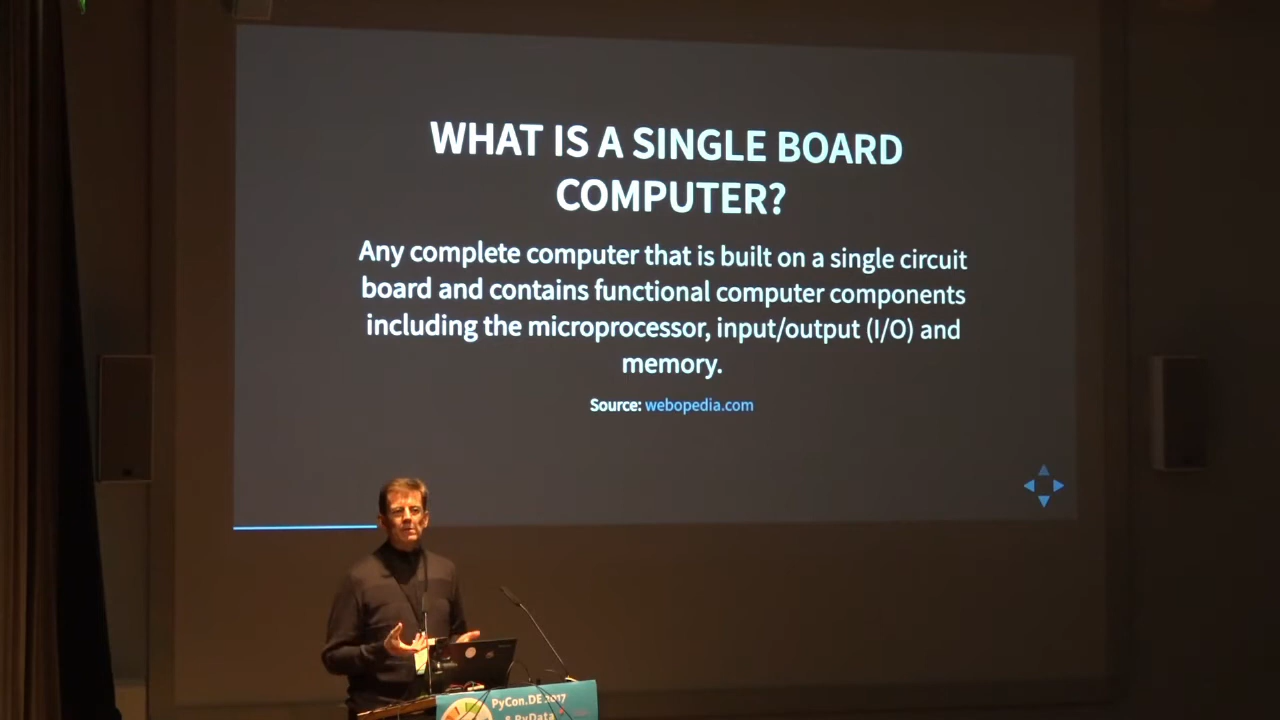 WHAT IS A SINGLE BOARD
COMPUTER?
Any complete computer that is built on a single circuit
board and contains functional computer components
including the microprocessor, input/output (I/O) and
memory.
Source: webopedia.com
PyCon.DE 2017
& PyData